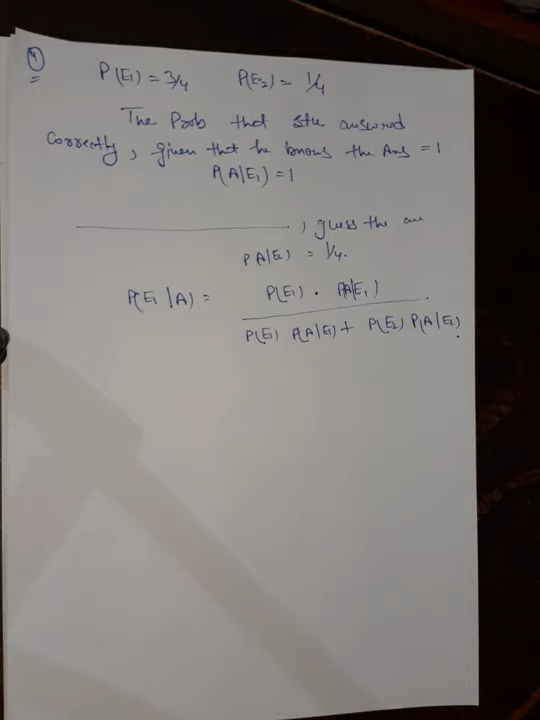 4
P(E1) = 3/4 P(E2) = 1/4
The Prob that stu answered
correctly, given that he knows the Ans = 1
P(A|E1) = 1
————————, guess the
P A|E2) = 1/4.
P(E1|A) = P(E1) . P(A|E1)
P(E1) P(A|E1) + P(E2) P(A|E2).